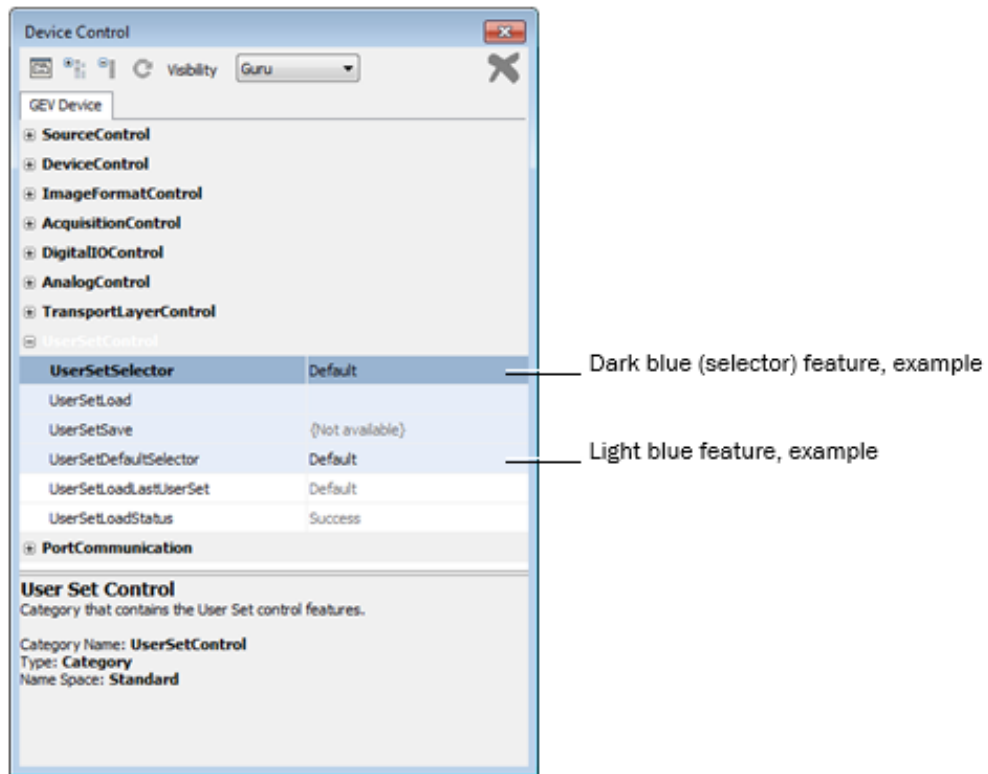 Device Control
Visibility Guru
GEV Device
SourceControl
DeviceControl
ImageFormatControl
AcquisitionControl
DigitalIOControl
AnalogControl
TransportLayerControl
UserSetControl
UserSetSelector Default
Dark blue (selector) feature, example
UserSetLoad
UserSetSave {Not available}
UserSetDefaultSelector Default
Light blue feature, example
UserSetLoadLastUserSet Default
UserSetLoadStatus Success
PortCommunication
User Set Control
Category that contains the User Set control features.
Category Name: UserSetControl
Type: Category
Name Space: Standard